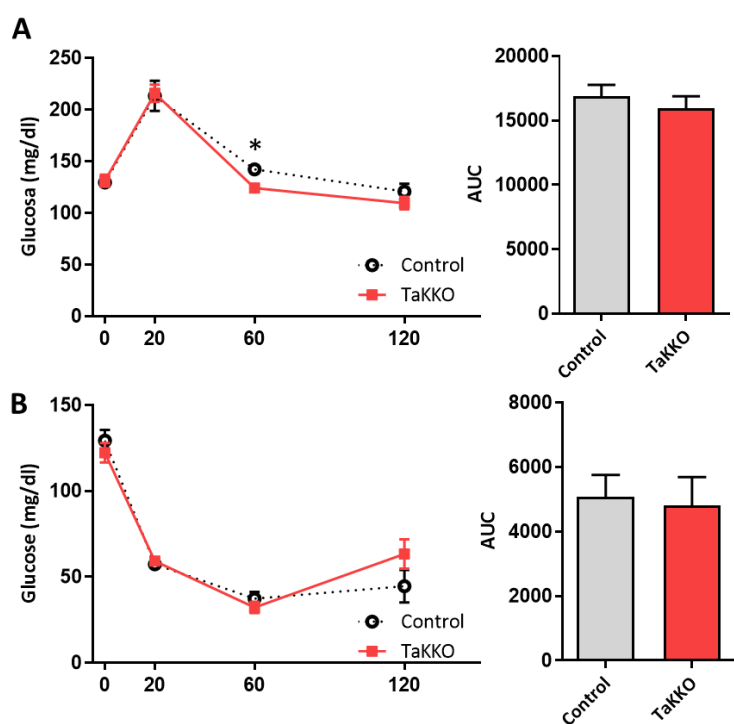 A
Glucosa (mg/dl)
250
200
150
100
50
0
*
Control
TaKKO
0 20 60 120
AUC
20000
15000
10000
5000
0
Control TaKKO
B
Glucose (mg/dl)
150
100
50
0
Control
TaKKO
0 20 60 120
AUC
8000
6000
4000
2000
0
Control TaKKO